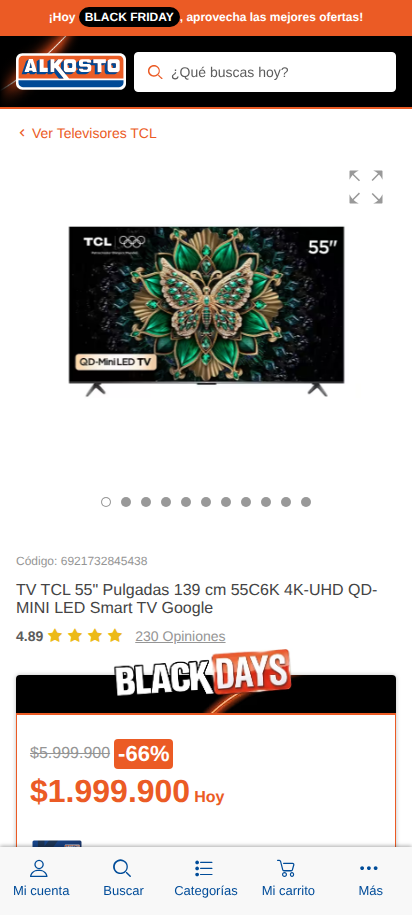 ¡Hoy BLACK FRIDAY, aprovecha las mejores ofertas!
ALKOSTO
¿Qué buscas hoy?
Ver Televisores TCL
TCL
55"
QD-Mini LED TV
Código: 6921732845438
TV TCL 55" Pulgadas 139 cm 55C6K 4K-UHD QD-
MINI LED Smart TV Google
4.89 230 Opiniones
BLACK DAYS
$5.999.900 -66%
$1.999.900 Hoy
Mi cuenta Buscar Categorías Mi carrito Más